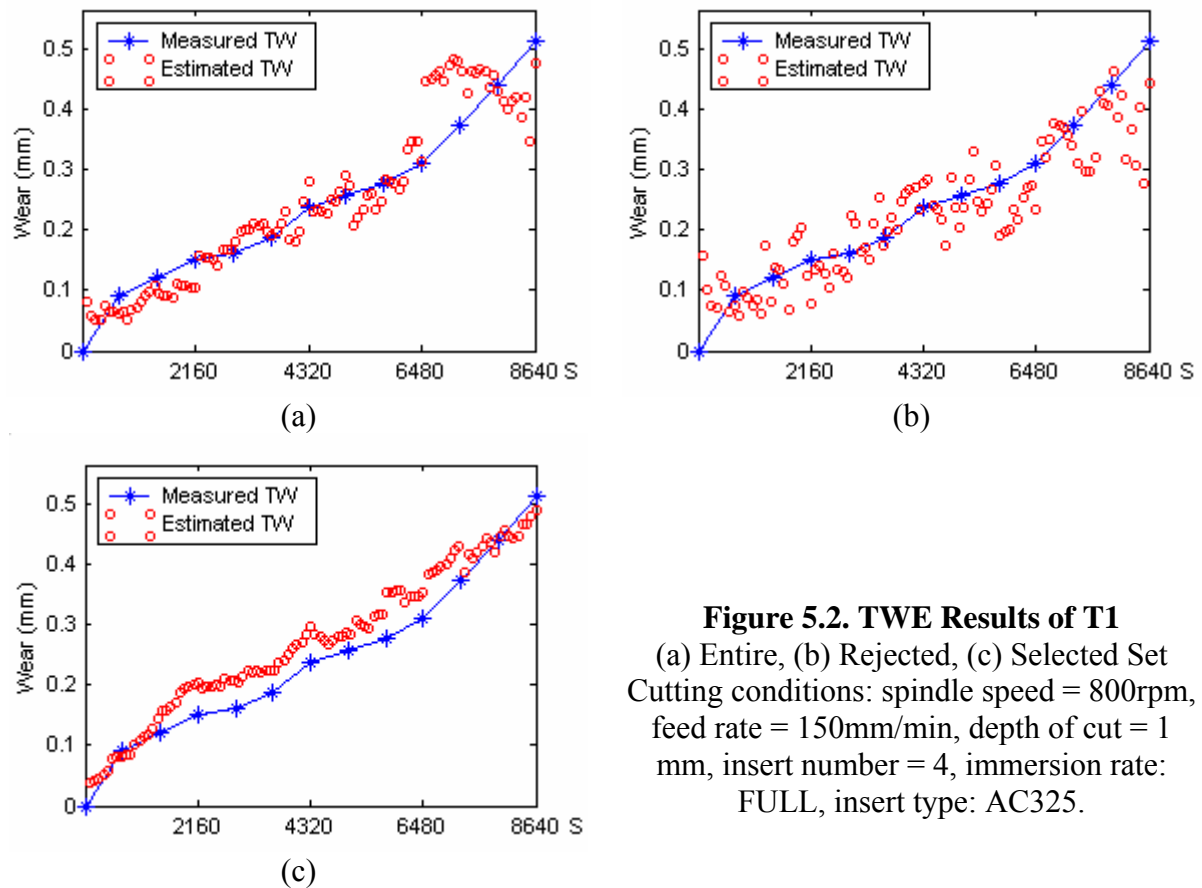 Measured TW
Estimated TW
Wear (mm)
0.5
0.4
0.3
0.2
0.1
0
2160
4320
6480
8640 S
(a)
Measured TW
Estimated TW
Wear (mm)
0.5
0.4
0.3
0.2
0.1
0
2160
4320
6480
8640 S
(b)
Measured TW
Estimated TW
Wear (mm)
0.5
0.4
0.3
0.2
0.1
0
2160
4320
6480
8640 S
(c)
Figure 5.2. TWE Results of T1
(a) Entire, (b) Rejected, (c) Selected Set
Cutting conditions: spindle speed = 800rpm,
feed rate = 150mm/min, depth of cut = 1
mm, insert number = 4, immersion rate:
FULL, insert type: AC325.